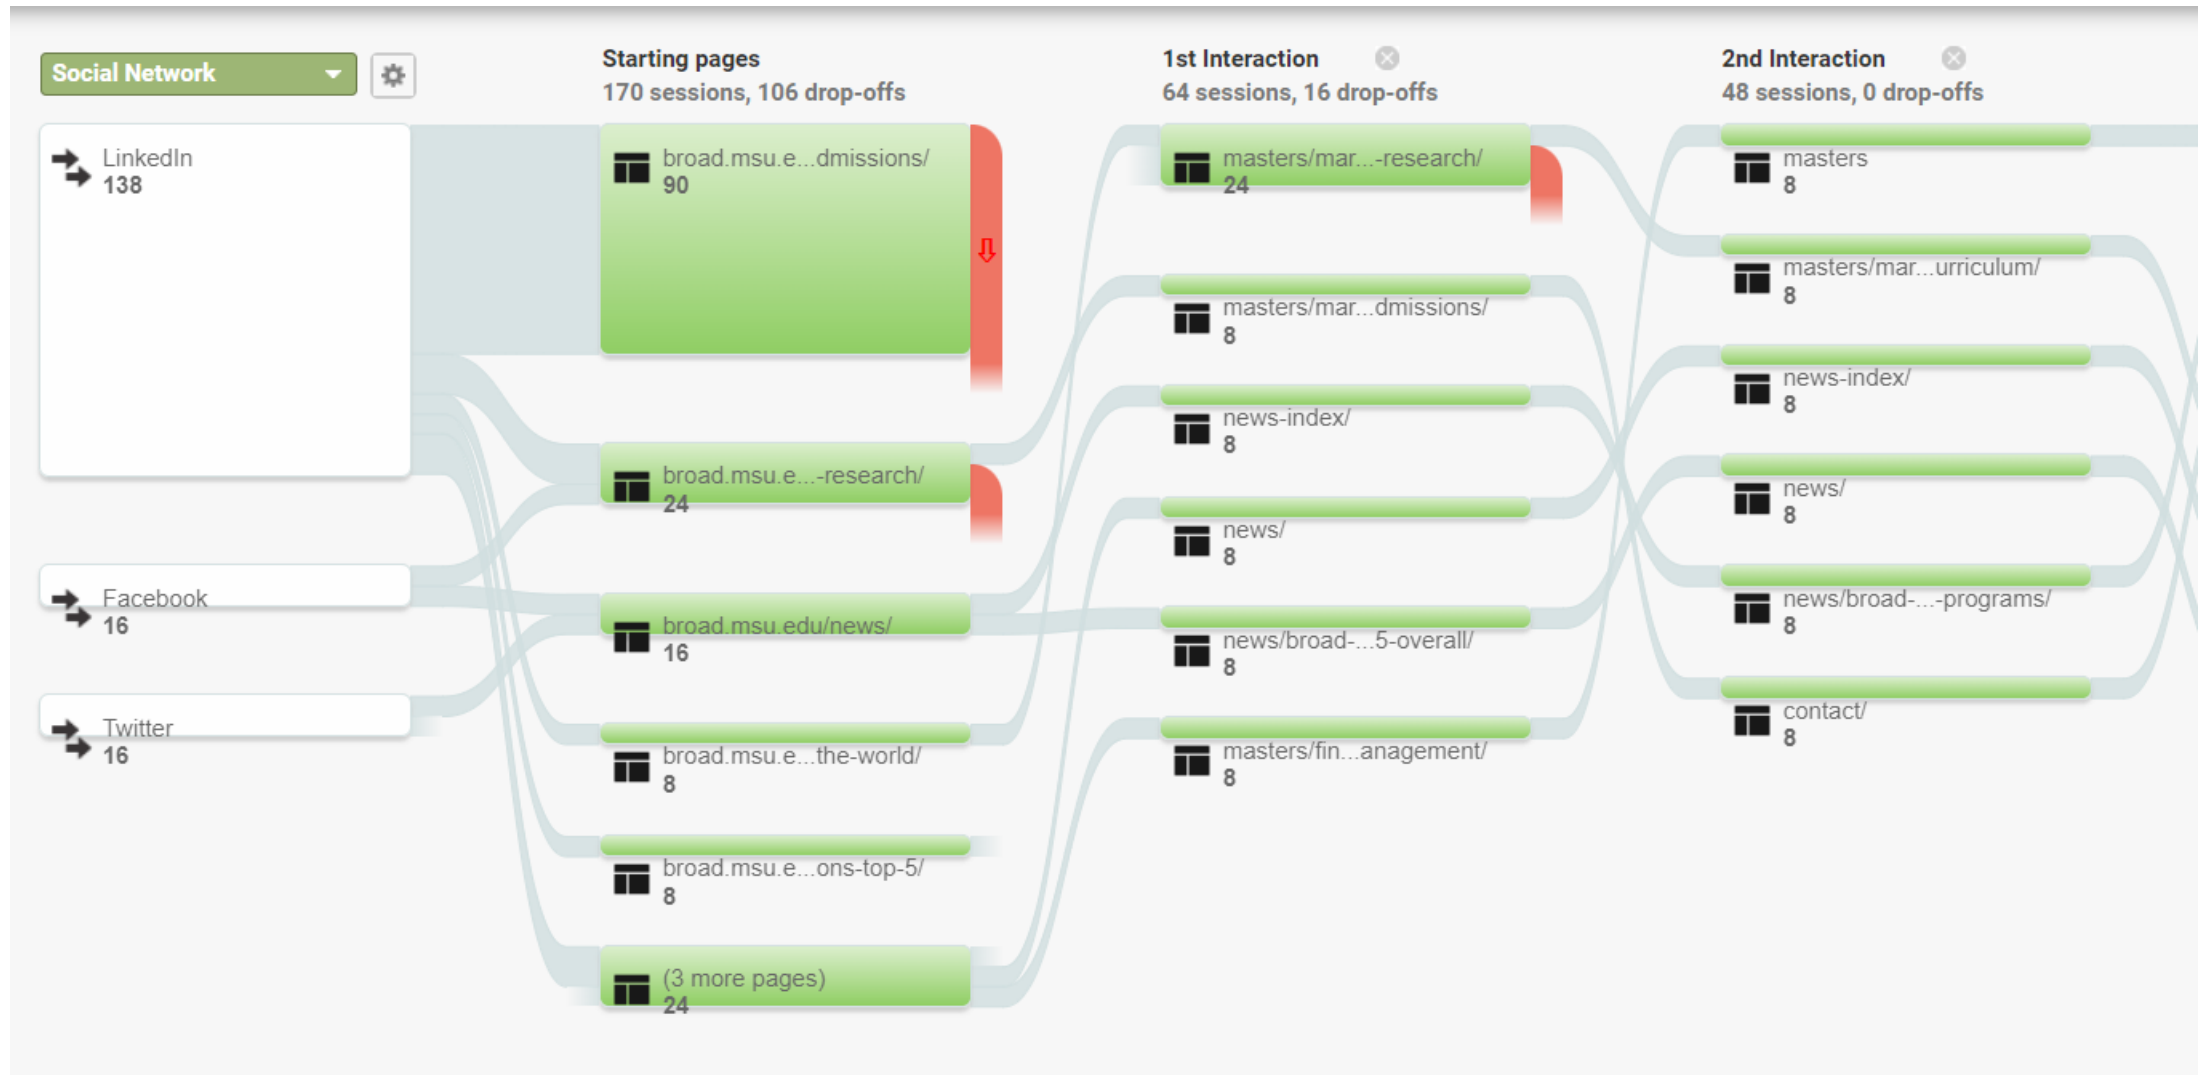 Social Network
LinkedIn
138
Facebook
16
Twitter
16
Starting pages
170 sessions, 106 drop-offs
broad.msu.e...dmissions/
90
broad.msu.e...-research/
24
broad.msu.edu/news/
16
broad.msu.e...the-world/
8
broad.msu.e...ons-top-5/
8
(3 more pages)
24
1st Interaction
64 sessions, 16 drop-offs
masters/mar...-research/
24
masters/mar...dmissions/
8
news-index/
8
news/
8
news/broad-...5-overall/
8
masters/fin...anagement/
8
2nd Interaction
48 sessions, 0 drop-offs
masters
8
masters/mar...urriculum/
8
news-index/
8
news/
8
news/broad-...-programs/
8
contact/
8